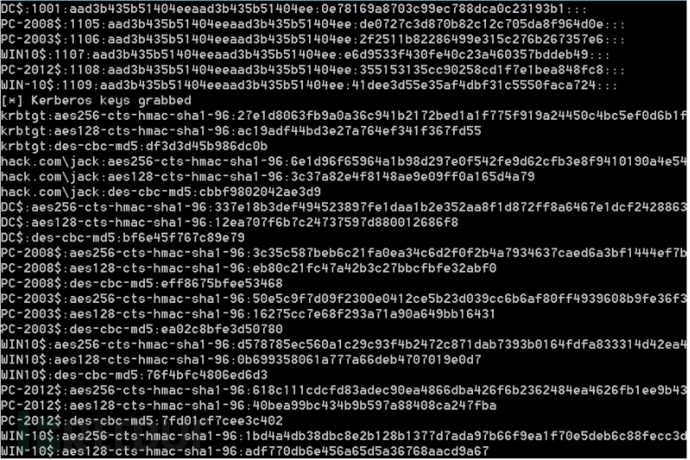 DC$:1001:aad3b435b51404eeaad3b435b51404ee:0e78169a8703c99ec788dca0c23193b1:::
PC-2008$:1105:aad3b435b51404eeaad3b435b51404ee:de0727c3d870b82c12c705da8f964d0e:::
PC-2003$:1106:aad3b435b51404eeaad3b435b51404ee:2f2511b82286499e315c276b267357e6:::
WIN10$:1107:aad3b435b51404eeaad3b435b51404ee:e6d9533f430fe40c23a460357bddeb49:::
PC-2012$:1108:aad3b435b51404eeaad3b435b51404ee:355153135cc90258cd1f7e1bea848fc8:::
WIN-10$:1109:aad3b435b51404eeaad3b435b51404ee:41dee3d55e35af4dbf31c5550faca724:::
[*] Kerberos keys grabbed
krbtgt:aes256-cts-hmac-sha1-96:27e1d8063fb9a0a36c941b2172bed1a1f775f919a24450c4bc5ef0d6b1f
krbtgt:aes128-cts-hmac-sha1-96:ac19adf44bd3e27a764ef341f367fd55
krbtgt:des-cbc-md5:df3d3d45b986dc0b
hack.com\jack:aes256-cts-hmac-sha1-96:6e1d96f65964a1b98d297e0f542fe9d62cfb3e8f9410190a4e54
hack.com\jack:aes128-cts-hmac-sha1-96:3c37a82e4f8148ae9e09ff0a165d4a79
hack.com\jack:des-cbc-md5:cbbf9802042ae3d9
DC$:aes256-cts-hmac-sha1-96:337e18b3def494523897fe1daa1b2e352aa8f1d872ff8a6467e1dcf2428863
DC$:aes128-cts-hmac-sha1-96:12ea707f6b7c24737597d880012686f8
DC$:des-cbc-md5:bf6e45f767c89e79
PC-2008$:aes256-cts-hmac-sha1-96:3c35c587beb6c21fa0ea34c6d2f0f2b4a7934637caed6a3bf1444ef7b
PC-2008$:aes128-cts-hmac-sha1-96:eb80c21fc47a42b3c27bbcfbfe32abf0
PC-2008$:des-cbc-md5:eff8675bfee53468
PC-2003$:aes256-cts-hmac-sha1-96:50e5c9f7d09f2300e0412ce5b23d039cc6b6af80ff4939608b9fe36f3
PC-2003$:aes128-cts-hmac-sha1-96:16275cc7e68f293a71a90a649bb16431
PC-2003$:des-cbc-md5:ea02c8bfe3d50780
WIN10$:aes256-cts-hmac-sha1-96:d578785ec560a1c29c93f4b2472c871dab7393b0164fdfa833314d42ea4
WIN10$:aes128-cts-hmac-sha1-96:0b699358061a777a66deb4707019e0d7
WIN10$:des-cbc-md5:76f4bfc4806ed6d3
PC-2012$:aes256-cts-hmac-sha1-96:618c111cdcfd83adec90ea4866dba426f6b2362484ea4626fb1ee9b43
PC-2012$:aes128-cts-hmac-sha1-96:40bea99bc434b9b597a88408ca247fba
PC-2012$:des-cbc-md5:7fd01cf7cee3c402
WIN-10$:aes256-cts-hmac-sha1-96:1bd4a4db38dbc8e2b128b1377d7ada97b66f9ea1f70e5deb6c88fecc3d
WIN-10$:aes128-cts-hmac-sha1-96:adf770db6e456a65d5a36768aacd9a67